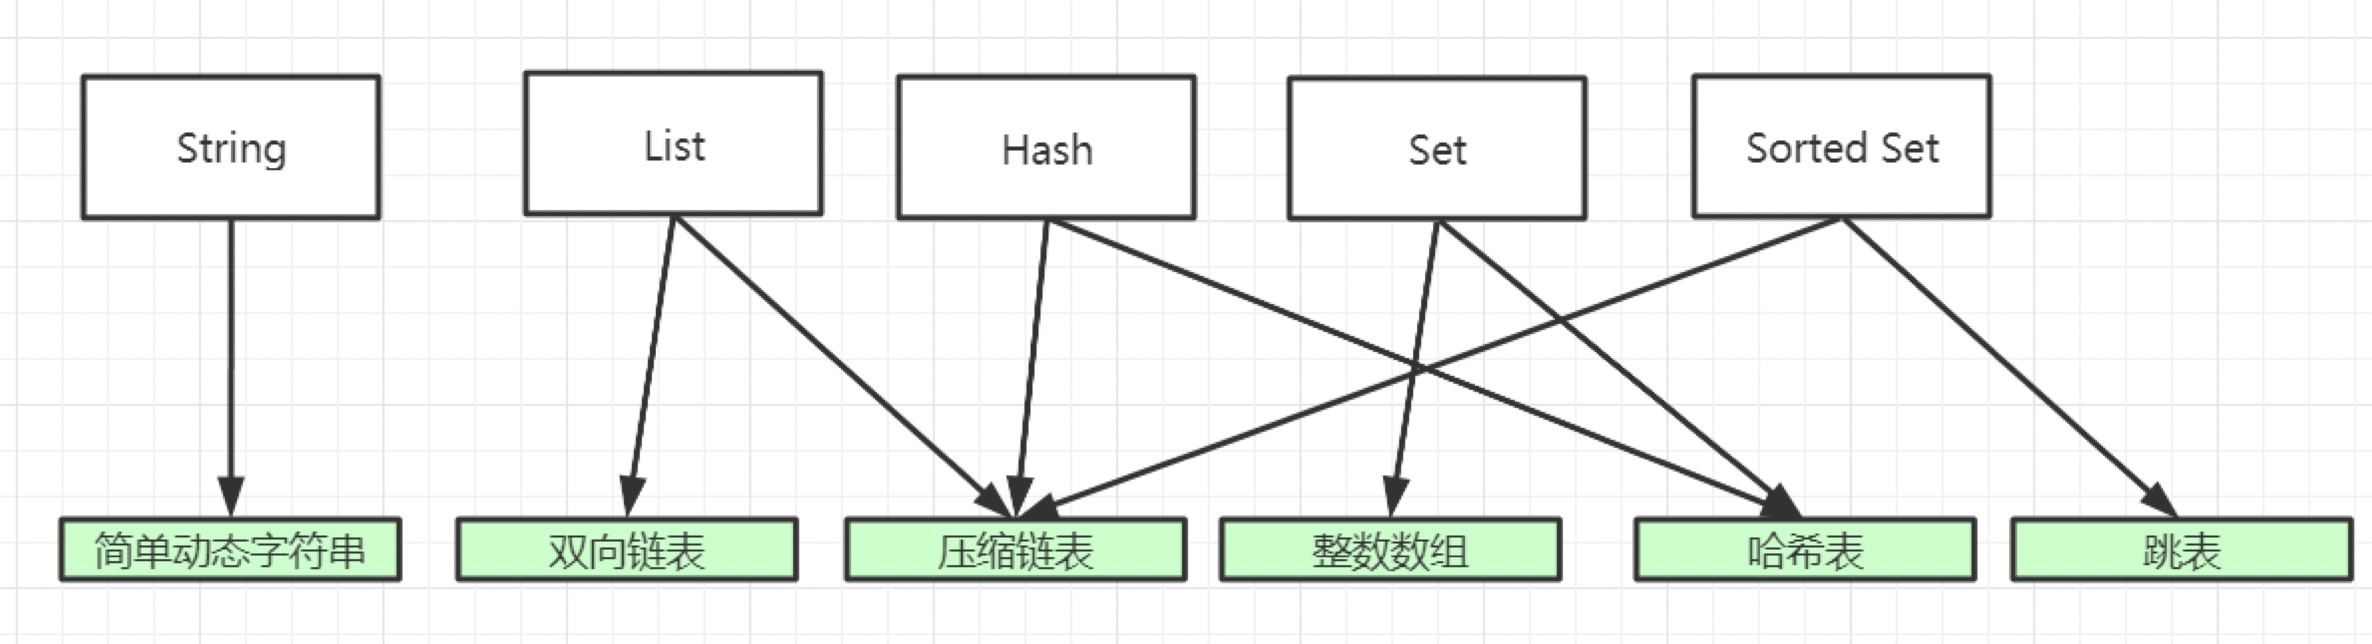 String
List
Hash
Set
Sorted Set
简单动态字符串
双向链表
压缩链表
整数数组
哈希表
跳表